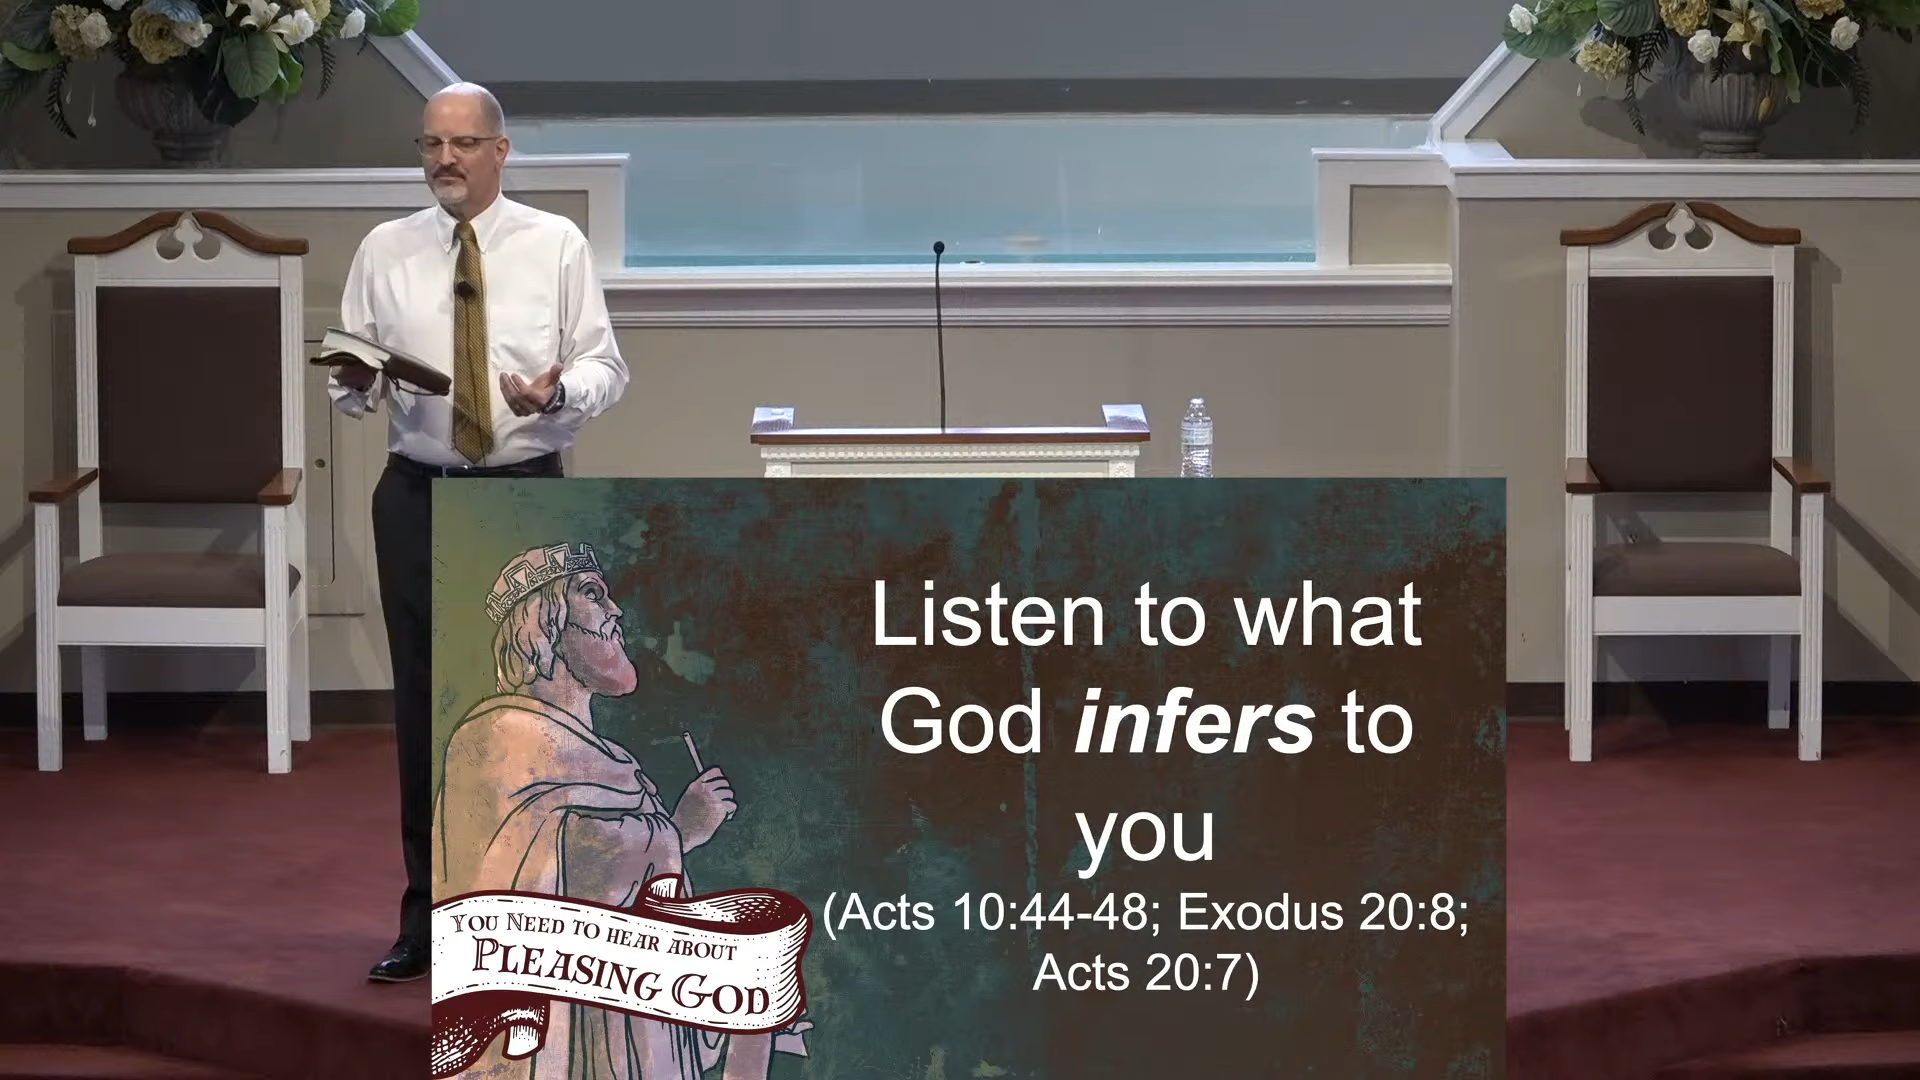 Listen to what
God infers to
you
(Acts 10:44-48; Exodus 20:8;
Acts 20:7)
You Need to hear about
Pleasing God